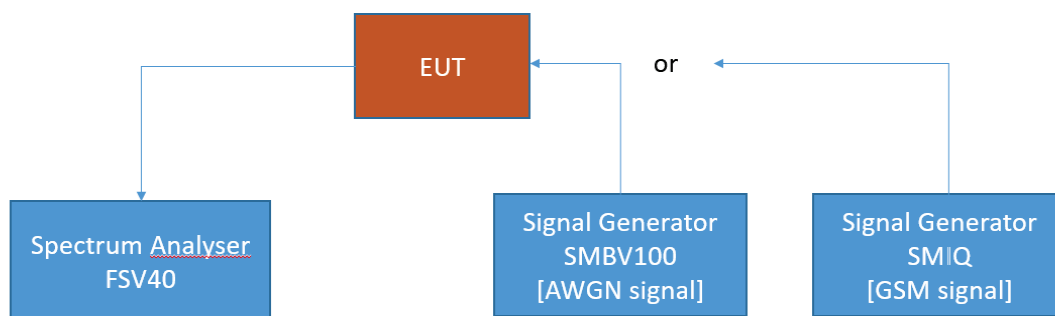 EUT
or
Spectrum Analyser
FSV40
Signal Generator
SMBV100
[AWGN signal]
Signal Generator
SMIQ
[GSM signal]